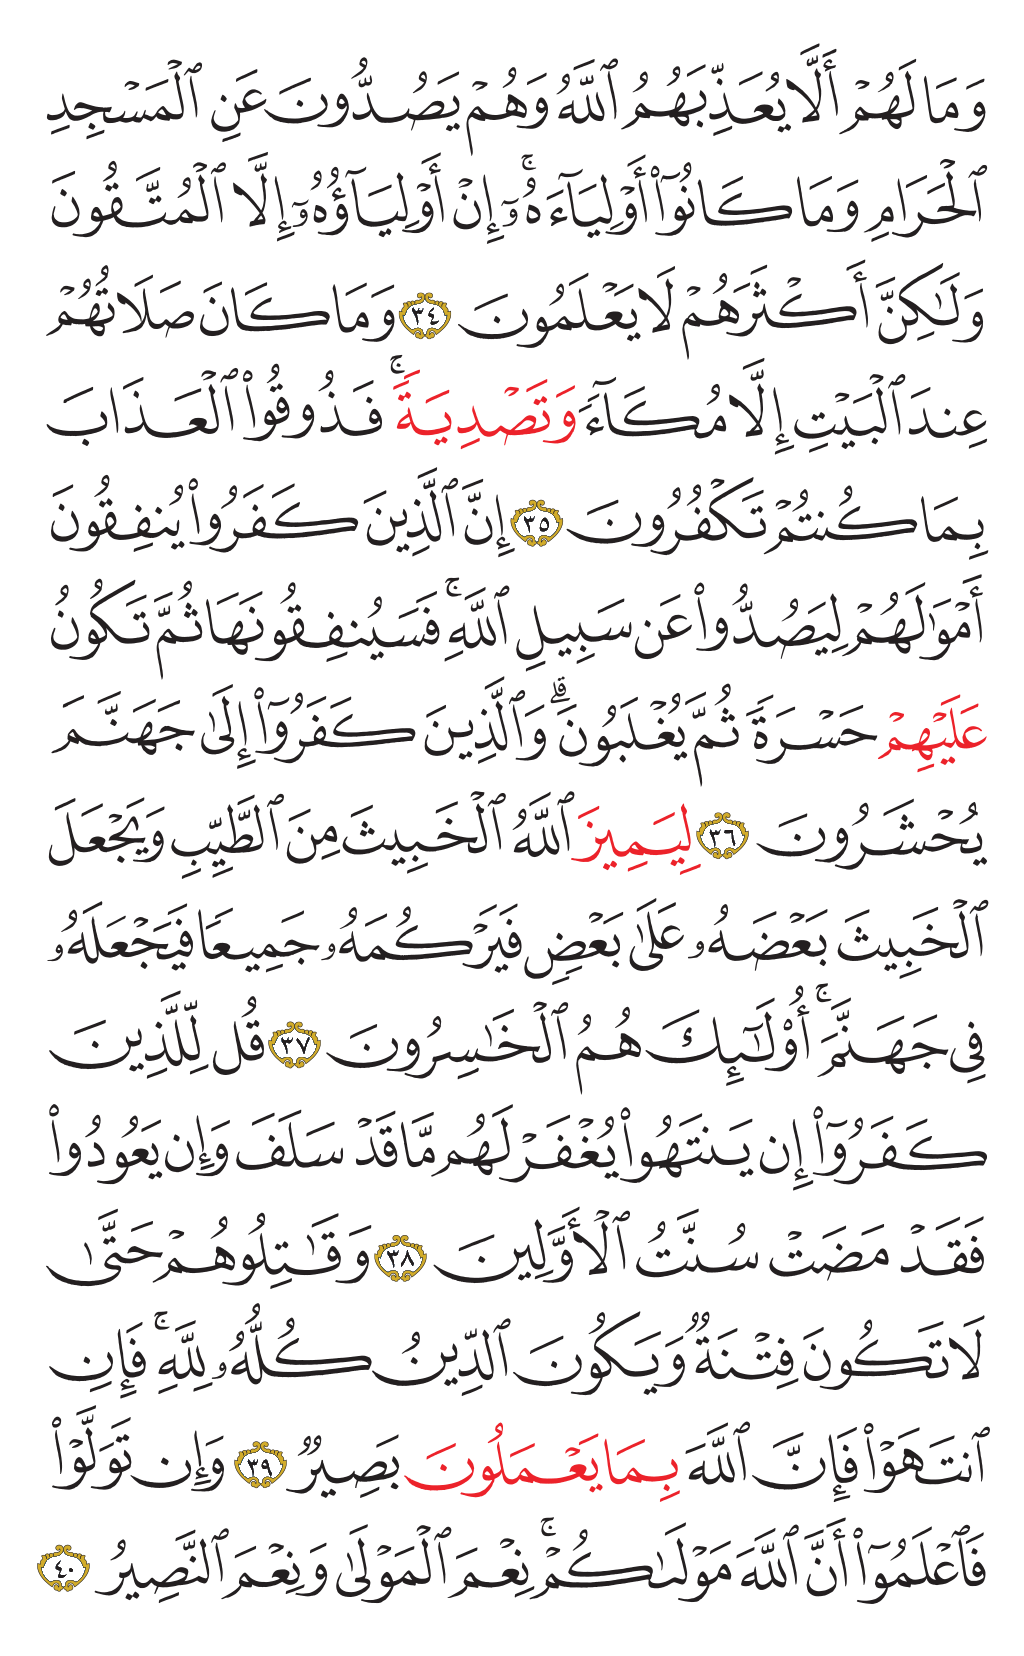 وَمَا لَهُمۡ أَلَّا يُعَذِّبَهُمُ ٱللَّهُ وَهُمۡ يَصُدُّونَ عَنِ ٱلۡمَسۡجِدِ
ٱلۡحَرَامِ وَمَا كَانُوٓاْ أَوۡلِيَآءَهُۥٓۚ إِنۡ أَوۡلِيَآؤُهُۥٓ إِلَّا ٱلۡمُتَّقُونَ
وَلَٰكِنَّ أَكۡثَرَهُمۡ لَا يَعۡلَمُونَ ٣٤ وَمَا كَانَ صَلَاتُهُمۡ
عِندَ ٱلۡبَيۡتِ إِلَّا مُكَآءٗ وَتَصۡدِيَةٗۚ فَذُوقُواْ ٱلۡعَذَابَ
بِمَا كُنتُمۡ تَكۡفُرُونَ ٣٥ إِنَّ ٱلَّذِينَ كَفَرُواْ يُنفِقُونَ
أَمۡوَٰلَهُمۡ لِيَصُدُّواْ عَن سَبِيلِ ٱللَّهِۚ فَسَيُنفِقُونَهَا ثُمَّ تَكُونُ
عَلَيۡهِمۡ حَسۡرَةٗ ثُمَّ يُغۡلَبُونَۗ وَٱلَّذِينَ كَفَرُوٓاْ إِلَىٰ جَهَنَّمَ
يُحۡشَرُونَ ٣٦ لِيَمِيزَ ٱللَّهُ ٱلۡخَبِيثَ مِنَ ٱلطَّيِّبِ وَيَجۡعَلَ
ٱلۡخَبِيثَ بَعۡضَهُۥ عَلَىٰ بَعۡضٖ فَيَرۡكُمَهُۥ جَمِيعٗا فَيَجۡعَلَهُۥ
فِي جَهَنَّمَۚ أُوْلَٰٓئِكَ هُمُ ٱلۡخَٰسِرُونَ ٣٧ قُل لِّلَّذِينَ
كَفَرُوٓاْ إِن يَنتَهُواْ يُغۡفَرۡ لَهُم مَّا قَدۡ سَلَفَ وَإِن يَعُودُواْ
فَقَدۡ مَضَتۡ سُنَّتُ ٱلۡأَوَّلِينَ ٣٨ وَقَٰتِلُوهُمۡ حَتَّىٰ
لَا تَكُونَ فِتۡنَةٞ وَيَكُونَ ٱلدِّينُ كُلُّهُۥ لِلَّهِۚ فَإِنِ
ٱنتَهَوۡاْ فَإِنَّ ٱللَّهَ بِمَا يَعۡمَلُونَ بَصِيرٞ ٣٩ وَإِن تَوَلَّوۡاْ
فَٱعۡلَمُوٓاْ أَنَّ ٱللَّهَ مَوۡلَىٰكُمۡۚ نِعۡمَ ٱلۡمَوۡلَىٰ وَنِعۡمَ ٱلنَّصِيرُ ٤٠